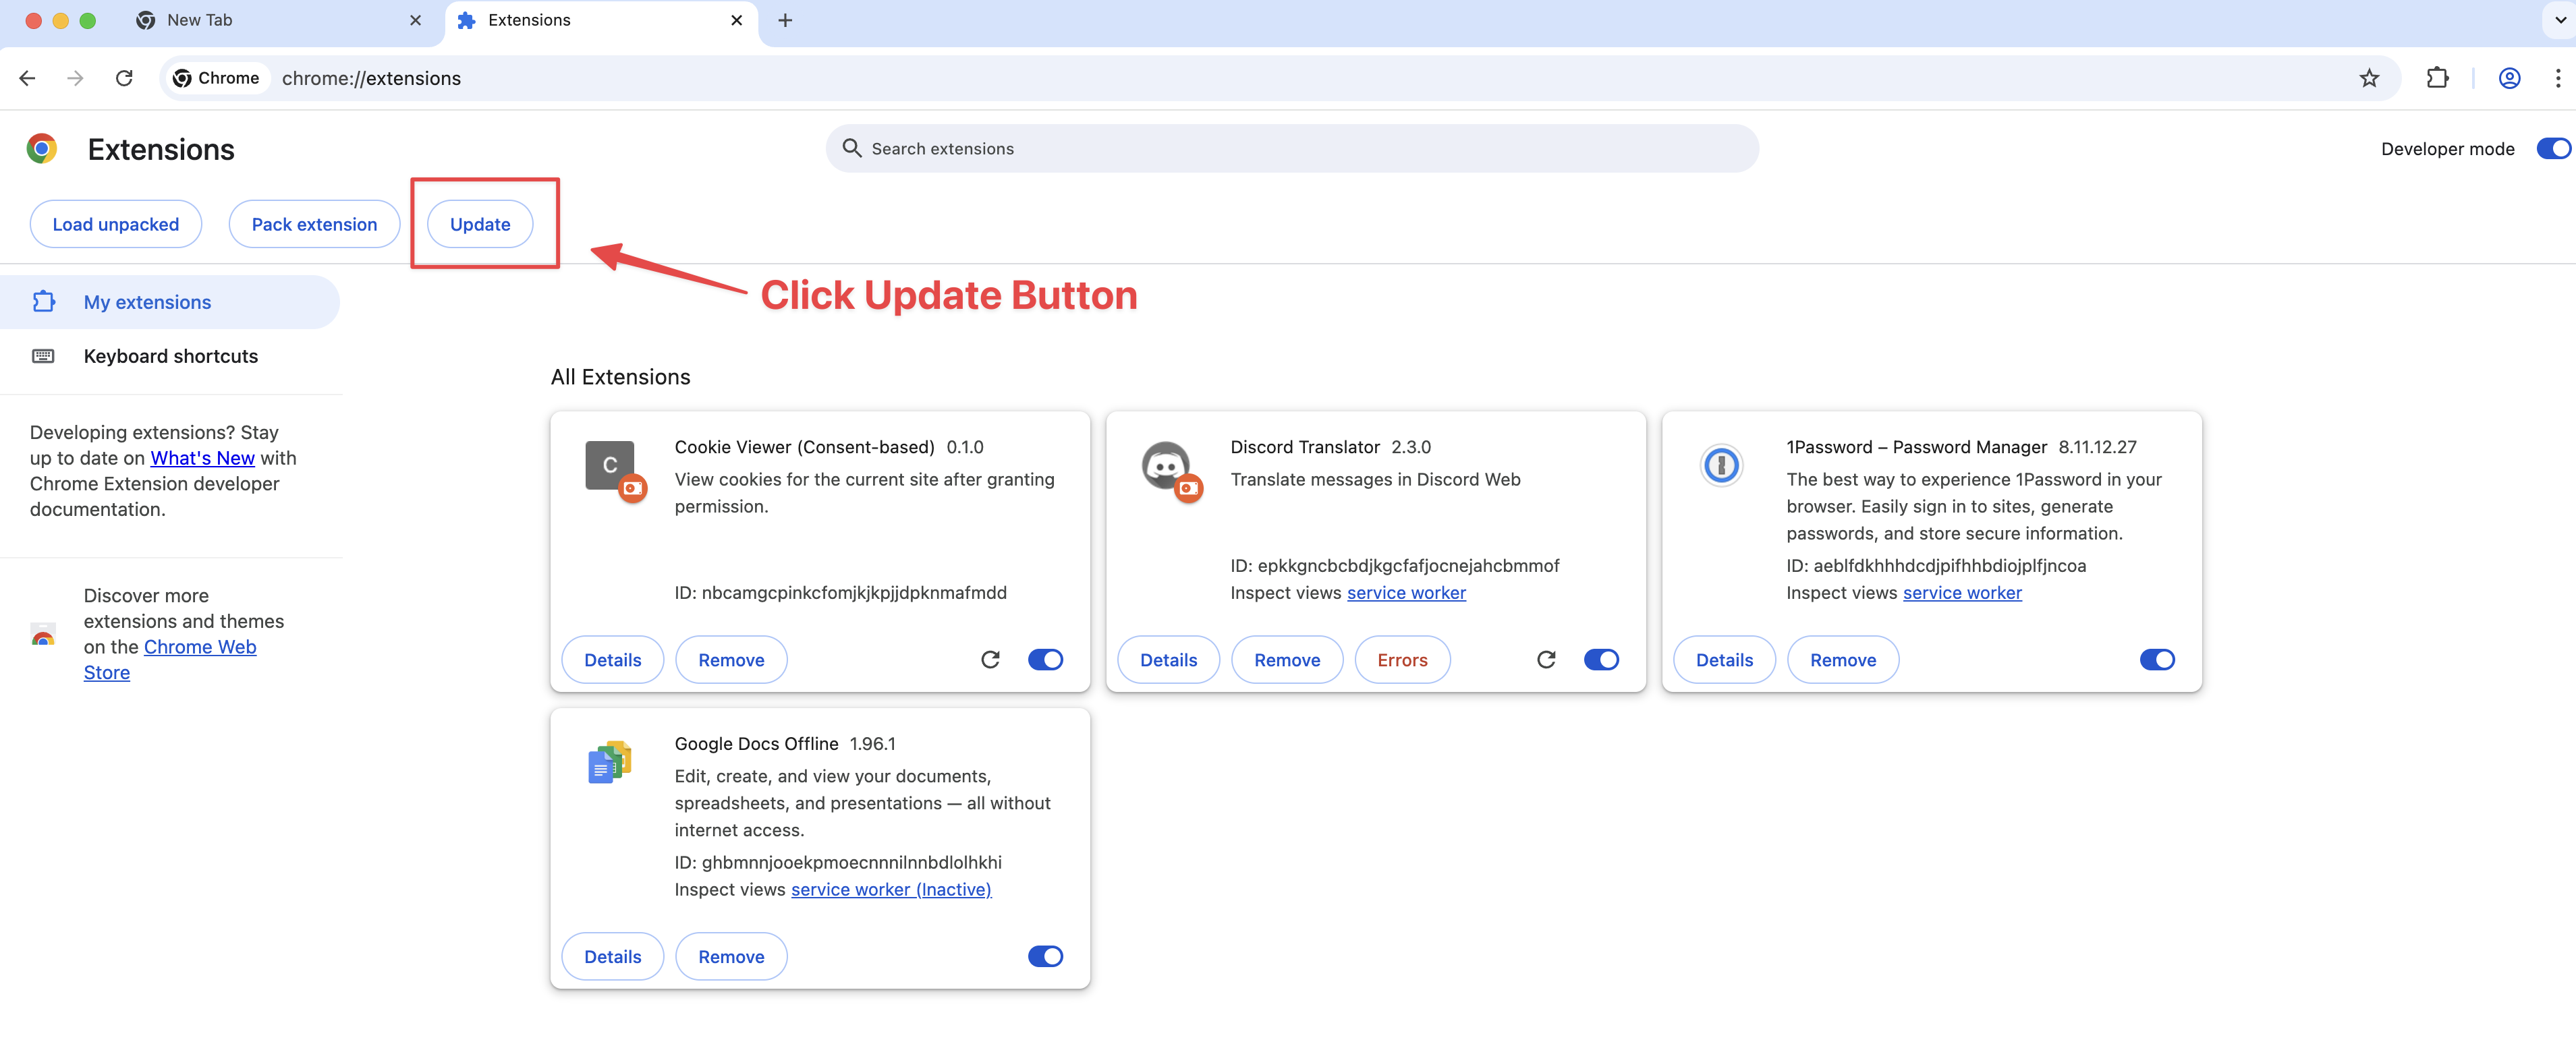 New Tab
Extensions
Chrome
chrome://extensions
Extensions
Search extensions
Developer mode
Load unpacked
Pack extension
Update
Click Update Button
My extensions
Keyboard shortcuts
Developing extensions? Stay
up to date on What's New with
Chrome Extension developer
documentation.
Discover more
extensions and themes
on the Chrome Web
Store
All Extensions
C
Cookie Viewer (Consent-based) 0.1.0
View cookies for the current site after granting
permission.
ID: nbcamgcpinkcfomjkjkpjjdpknmafmdd
Details
Remove
Discord Translator 2.3.0
Translate messages in Discord Web
ID: epkkgncbcbdjkgcfafjocnejahcbmmof
Inspect views service worker
Details
Remove
Errors
1Password – Password Manager 8.11.12.27
The best way to experience 1Password in your
browser. Easily sign in to sites, generate
passwords, and store secure information.
ID: aeblfdkhhhdcdjpifhhbdiojplfjncoa
Inspect views service worker
Details
Remove
Google Docs Offline 1.96.1
Edit, create, and view your documents,
spreadsheets, and presentations — all without
internet access.
ID: ghbmnnjooekpmoecnnnilnnbdlolhkhi
Inspect views service worker (Inactive)
Details
Remove